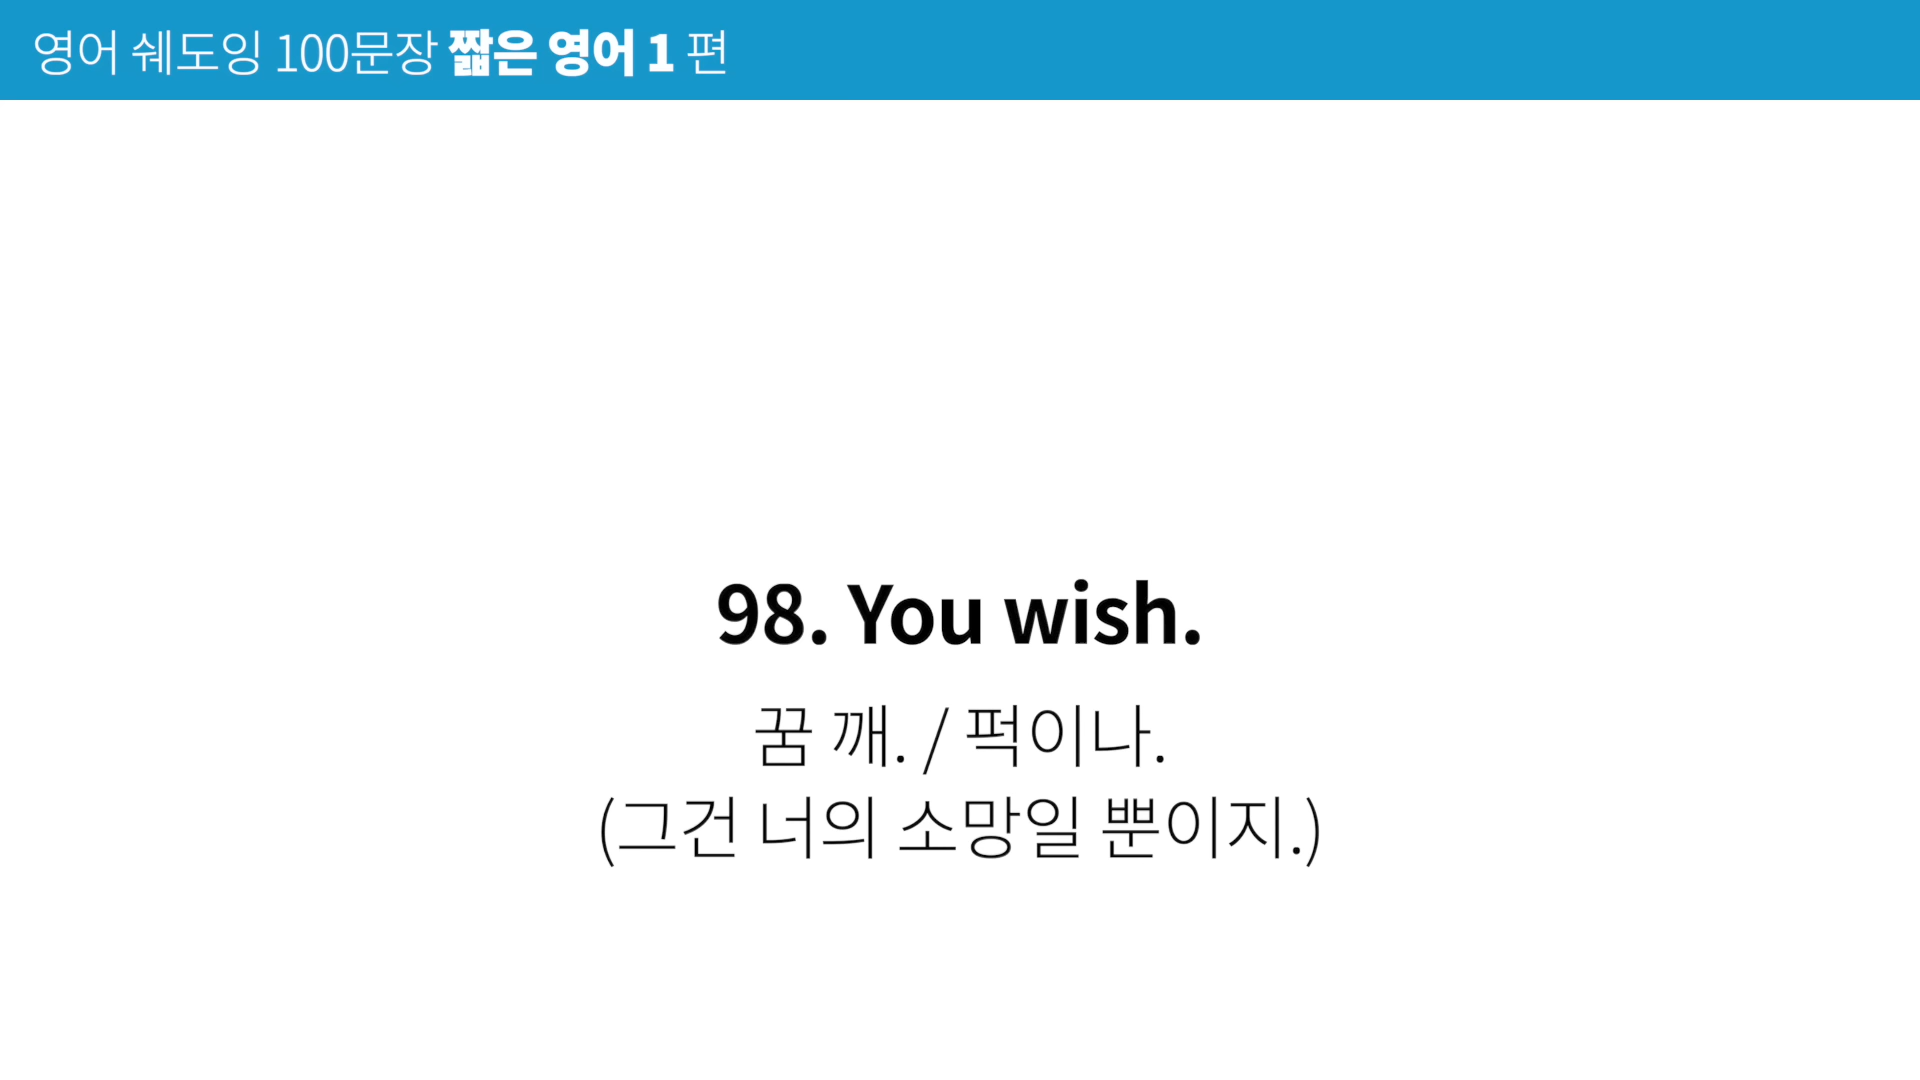 영어 쉐도잉 100문장 짧은 영어 1 편
98. You wish.
꿈 깨. / 퍽이나.
(그건 너의 소망일 뿐이지.)